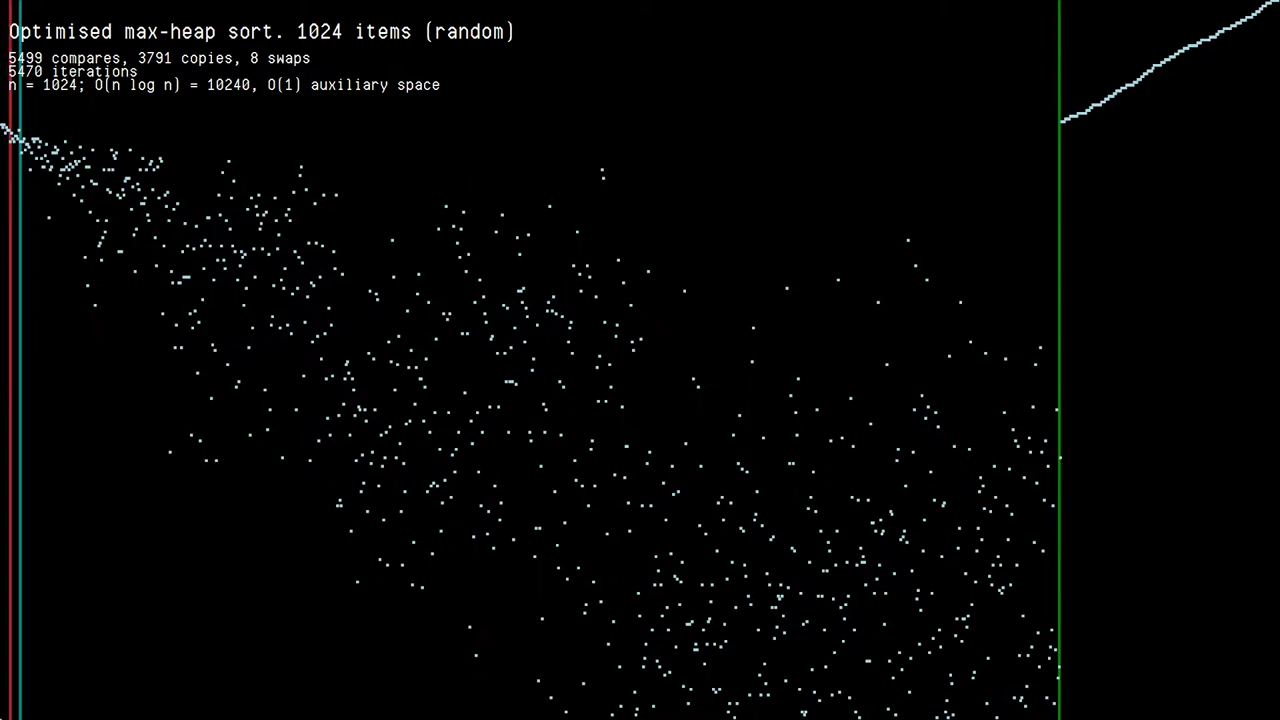 Optimised max-heap sort. 1024 items (random)
5499 compares, 3791 copies, 8 swaps
5470 iterations
n = 1024; O(n log n) = 10240, O(1) auxiliary space